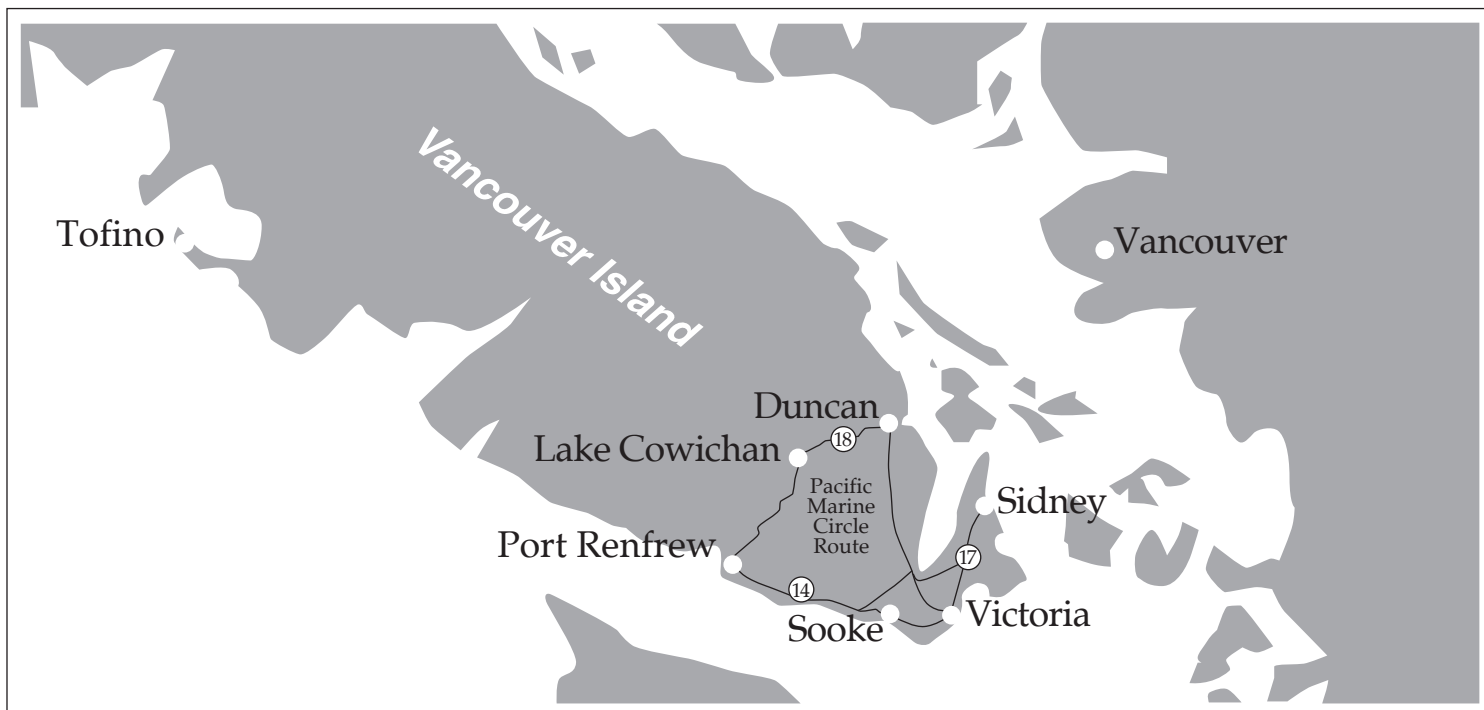 Vancouver Island
Tofino
Vancouver
Duncan
18
Lake Cowichan
Pacific
Marine
Circle
Route
Sidney
Port Renfrew
17
14
Sooke
Victoria